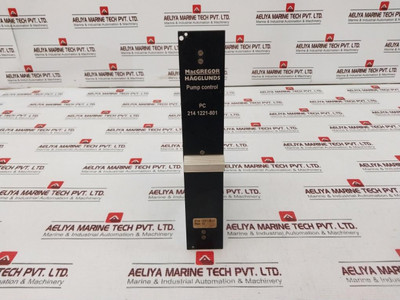 MacGREGOR
HÄGGLUNDS
Pump control
PC
214 1221-801
AELIYA MARINE TECH PVT. LTD.
Marine & Industrial Automation & Machinery